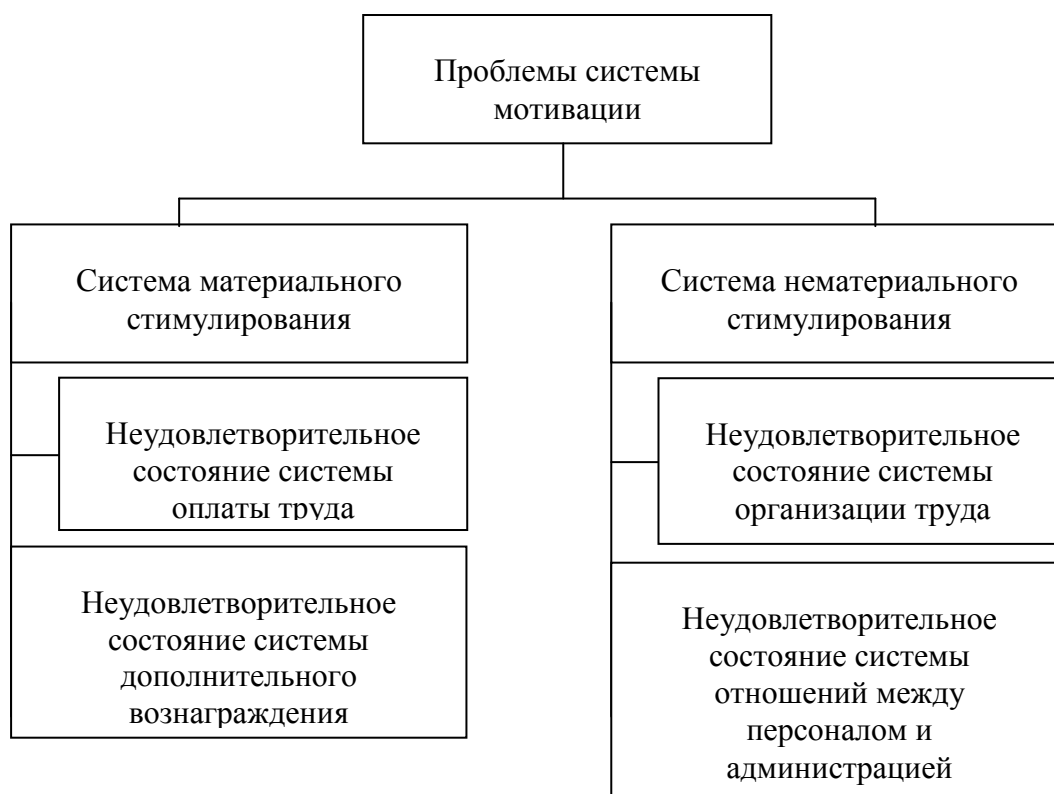 Проблемы системы
мотивации
Система материального
стимулирования
Неудовлетворительное
состояние системы
оплаты труда
Неудовлетворительное
состояние системы
дополнительного
вознаграждения
Система нематериального
стимулирования
Неудовлетворительное
состояние системы
организации труда
Неудовлетворительное
состояние системы
отношений между
персоналом и
администрацией